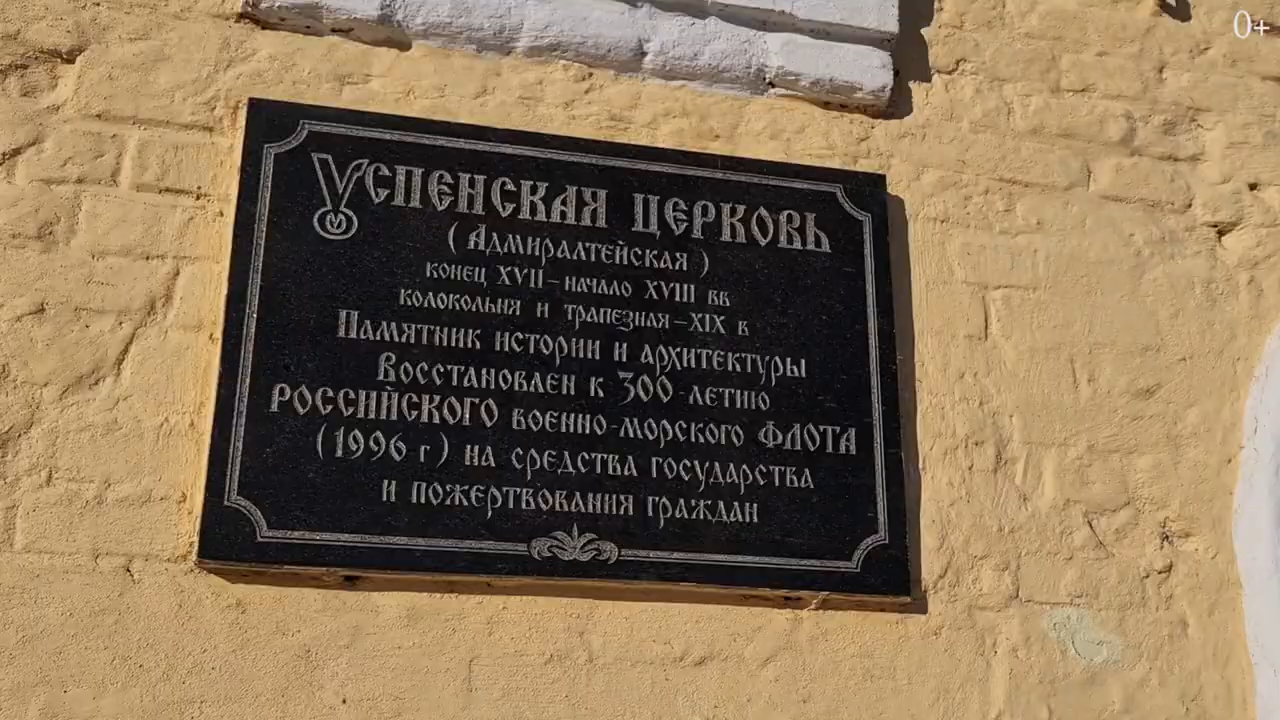 0+
Успенская церковь
(Адмиралтейская)
конец XVII – начало XVIII вв
колокольня и трапезная – XIX в
Памятник истории и архитектуры
Восстановлен к 300-летию
РОССИЙСКОГО военно-морского ФЛОТА
(1996 г) на средства государства
и пожертвования граждан